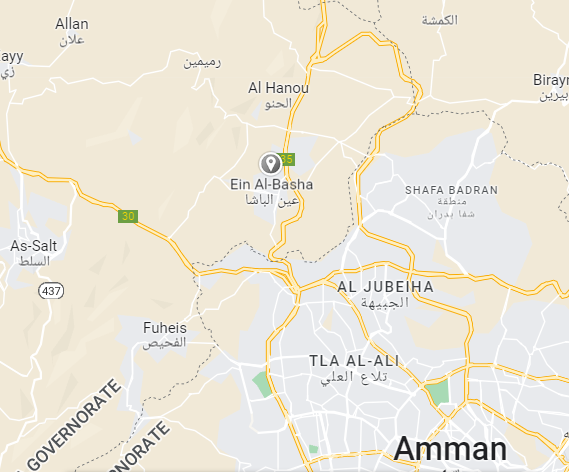 Allan
علان
الكمشة
رميمين
زي
Al Hanou
الحنو
Birayn
بيرين
35
Ein Al-Basha
عين الباشا
SHAFA BADRAN
منطقة
شفا بدران
30
As-Salt
السلط
437
AL JUBEIHA
الجبيهة
Fuheis
الفحيص
TLA AL-ALI
تلاع العلي
GOVERNORATE
NORATE
Amman